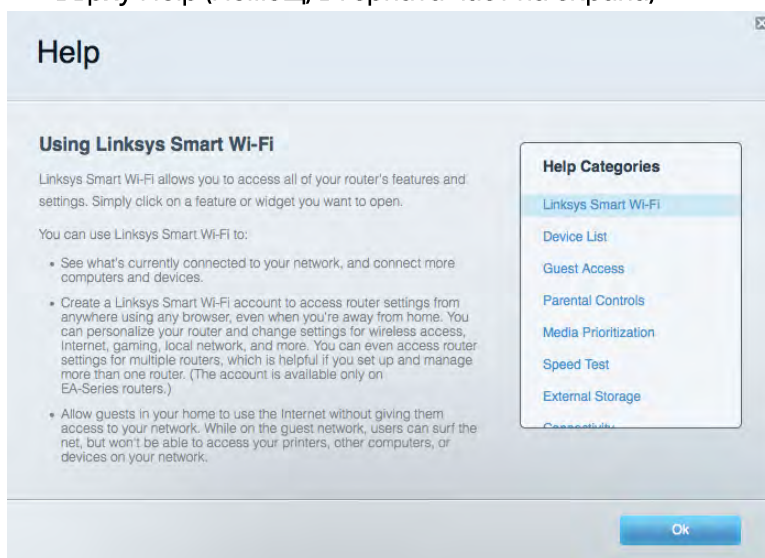 върху Help (Помощ) в горната част на екрана)
Help
Using Linksys Smart Wi-Fi
Linksys Smart Wi-Fi allows you to access all of your router's features and
settings. Simply click on a feature or widget you want to open.
You can use Linksys Smart Wi-Fi to:
• See what's currently connected to your network, and connect more
computers and devices.
• Create a Linksys Smart Wi-Fi account to access router settings from
anywhere using any browser, even when you're away from home. You
can personalize your router and change settings for wireless access,
Internet, gaming, local network, and more. You can even access router
settings for multiple routers, which is helpful if you set up and manage
more than one router. (The account is available only on
EA-Series routers.)
• Allow guests in your home to use the Internet without giving them
access to your network. While on the guest network, users can surf the
net, but won't be able to access your printers, other computers, or
devices on your network.
Help Categories
Linksys Smart Wi-Fi
Device List
Guest Access
Parental Controls
Media Prioritization
Speed Test
External Storage
Connectivity
Ok